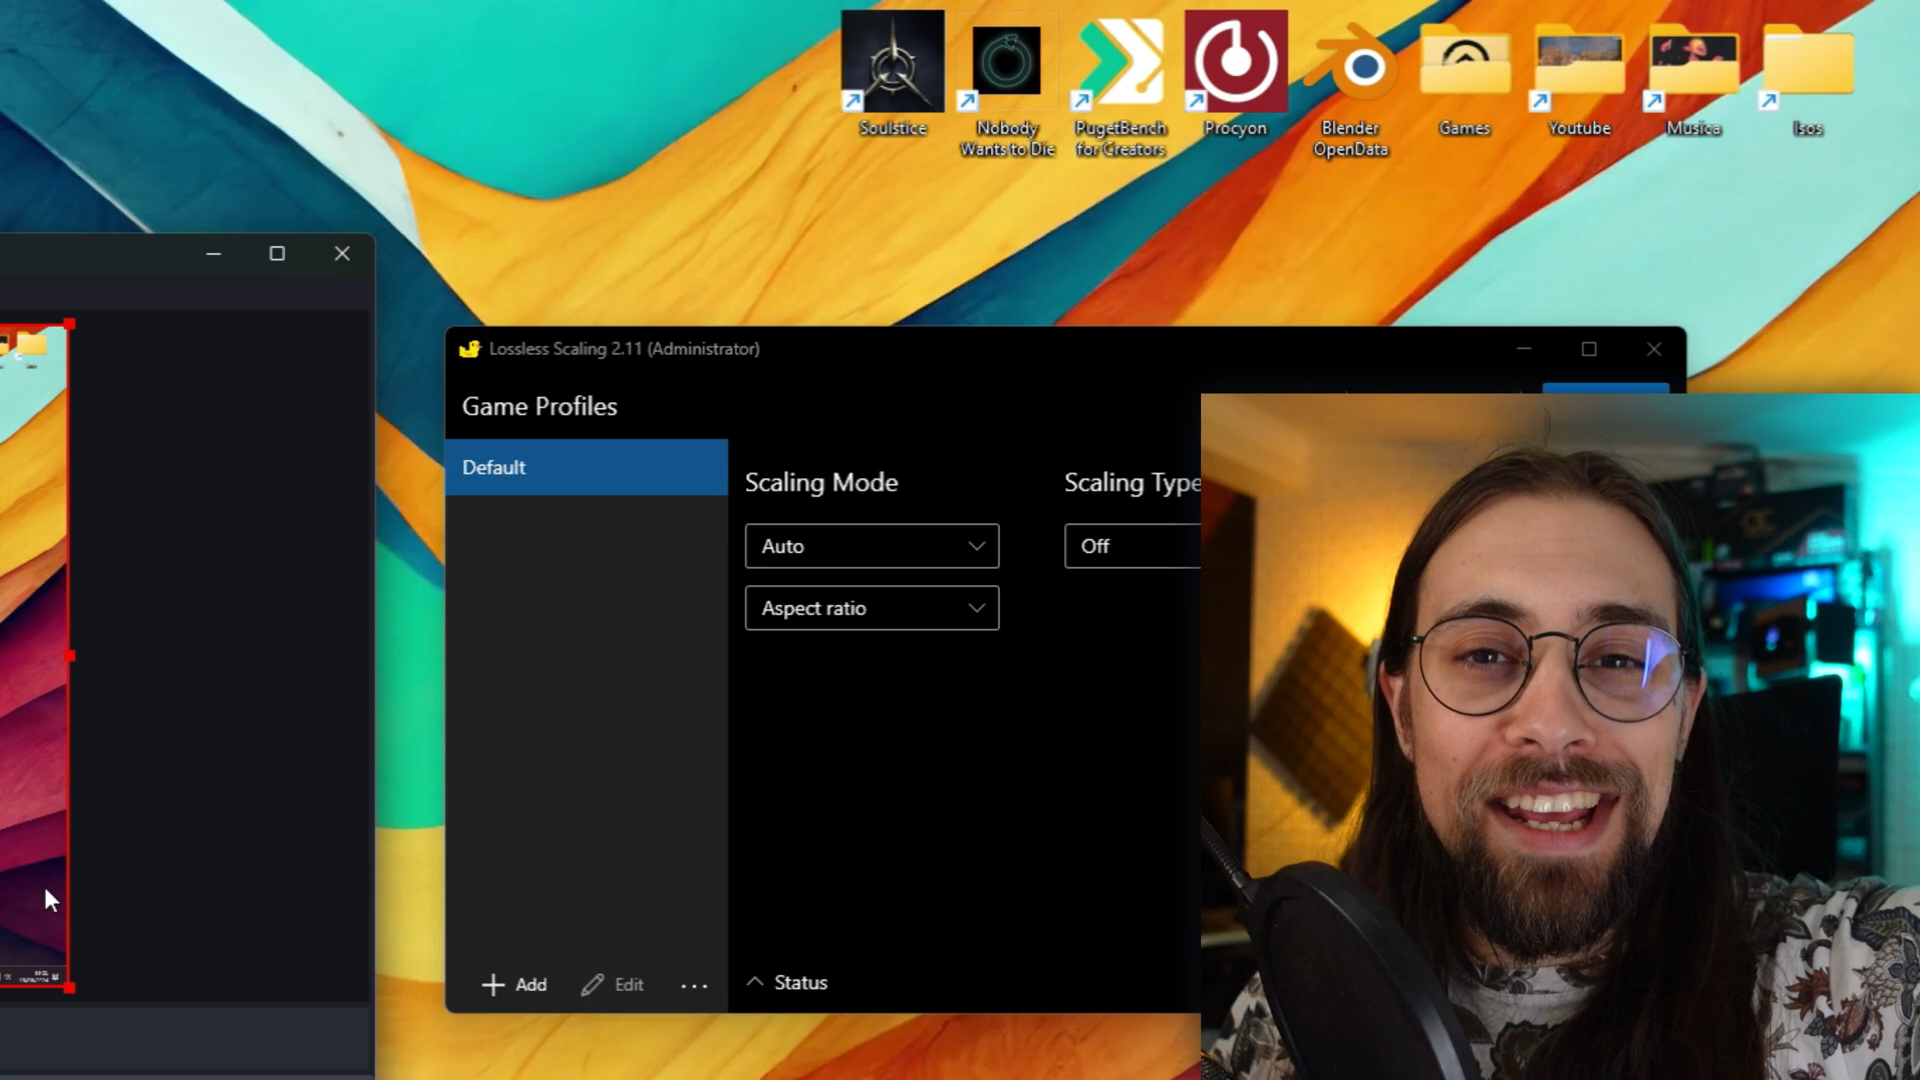 Soulstice
Nobody
Wants to Die
PugetBench
for Creators
Procyon
Blender
OpenData
Games
Youtube
Musica
Isos
Lossless Scaling 2.11 (Administrator)
Game Profiles
Default
Scaling Mode
Auto
Aspect ratio
Scaling Type
Off
Add
Edit
Status